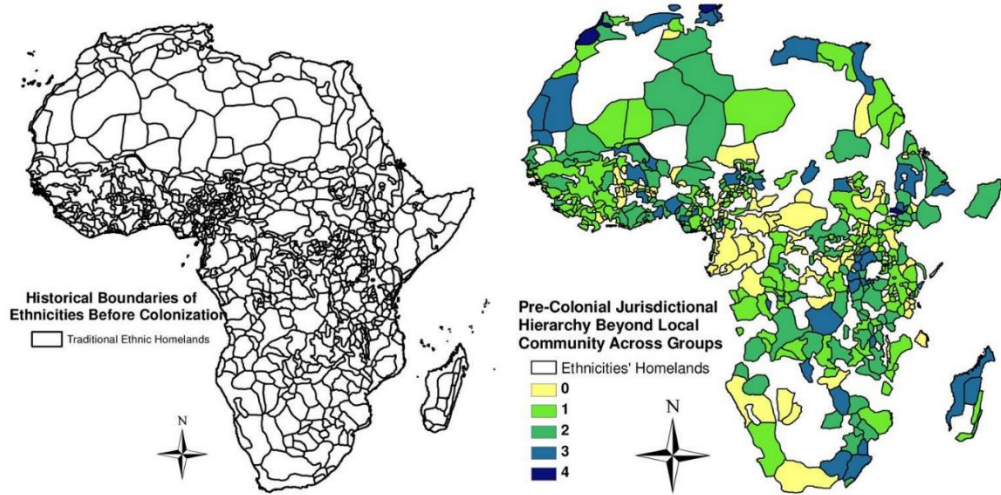 Historical Boundaries of
Ethnicities Before Colonization
Traditional Ethnic Homelands
N
Pre-Colonial Jurisdictional
Hierarchy Beyond Local
Community Across Groups
Ethnicities' Homelands
0
1
2
3
4
N